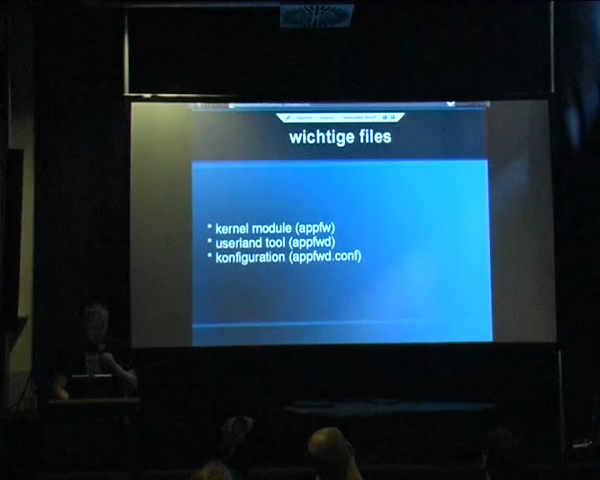 wichtige files
* kernel module (appfw)
* userland tool (appfwd)
* konfiguration (appfwd.conf)